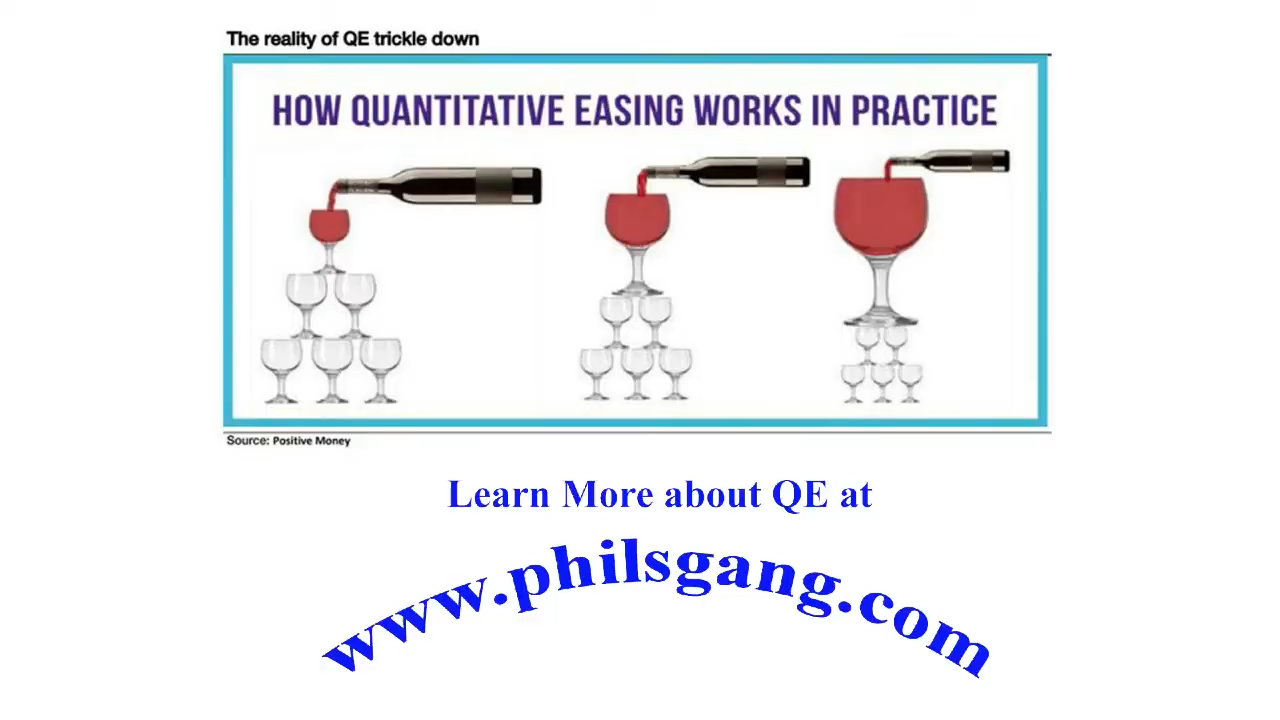 The reality of QE trickle down
HOW QUANTITATIVE EASING WORKS IN PRACTICE
Source: Positive Money
Learn More about QE at
www.philsgang.com